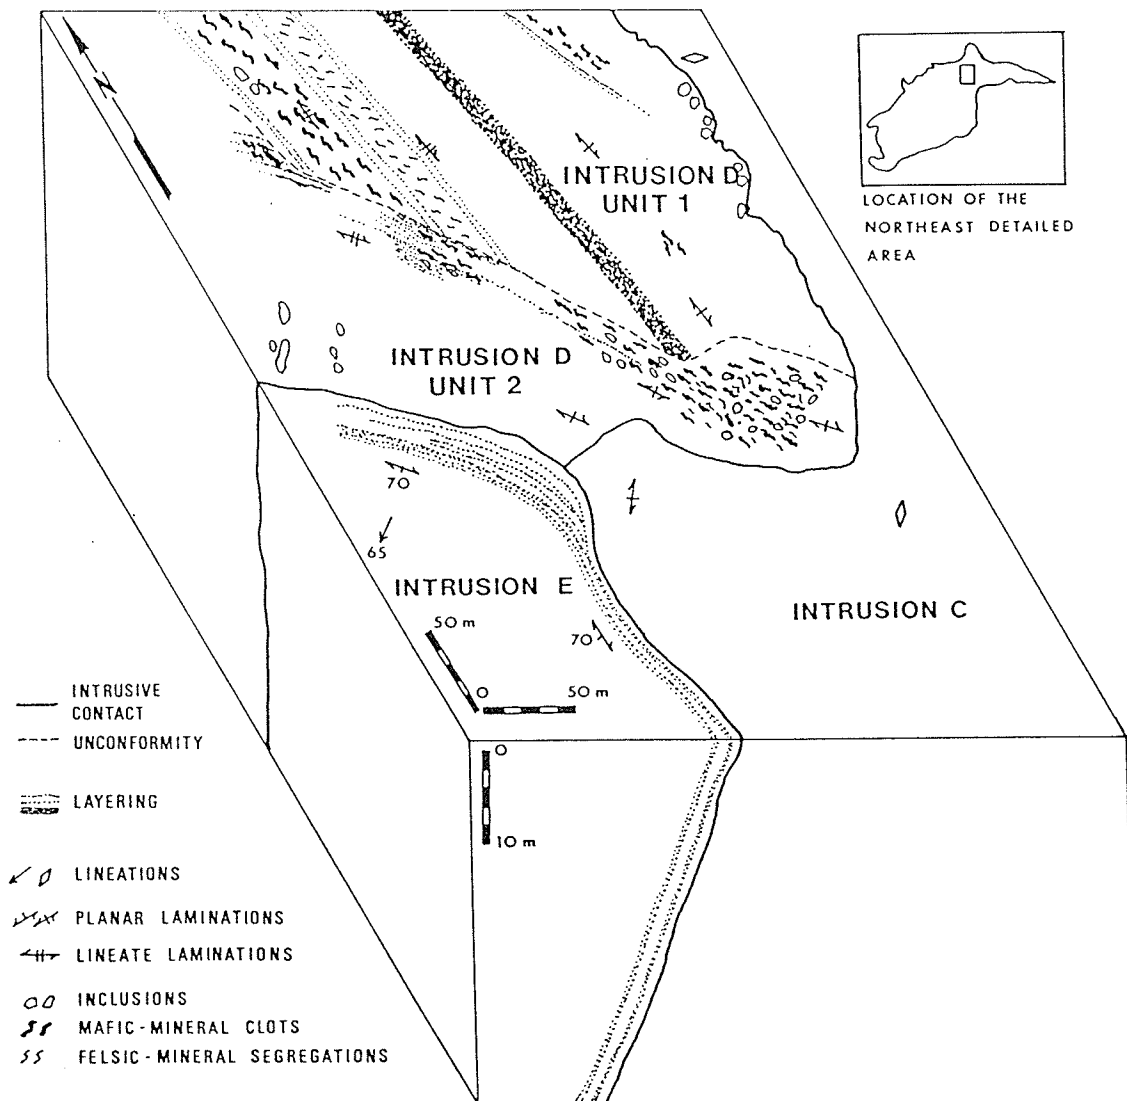 N
INTRUSION D
UNIT 1
LOCATION OF THE
NORTHEAST DETAILED
AREA
INTRUSION D
UNIT 2
70
65
INTRUSION E
INTRUSION C
50 m
70
0
50 m
0
10 m
INTRUSIVE
CONTACT
UNCONFORMITY
LAYERING
LINEATIONS
PLANAR LAMINATIONS
LINEATE LAMINATIONS
INCLUSIONS
MAFIC-MINERAL CLOTS
FELSIC-MINERAL SEGREGATIONS